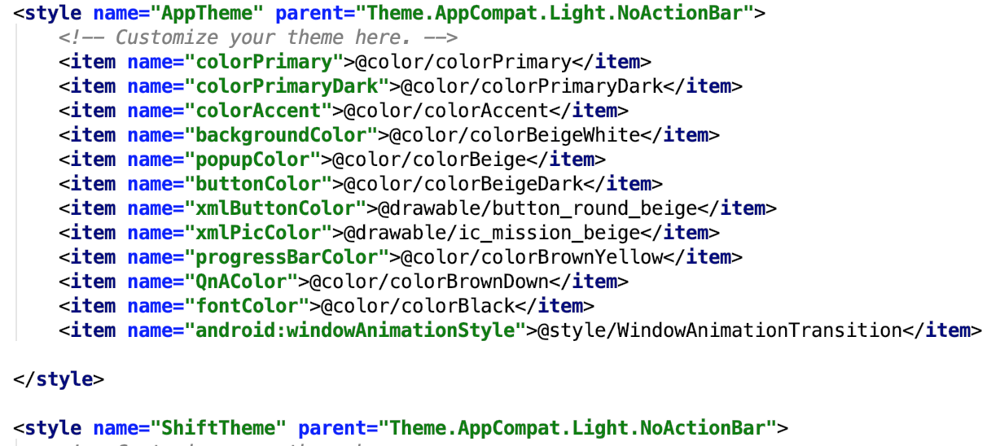 <style name="AppTheme" parent="Theme.AppCompat.Light.NoActionBar">
<!-- Customize your theme here. -->
<item name="colorPrimary">@color/colorPrimary</item>
<item name="colorPrimaryDark">@color/colorPrimaryDark</item>
<item name="colorAccent">@color/colorAccent</item>
<item name="backgroundColor">@color/colorBeigeWhite</item>
<item name="popupColor">@color/colorBeige</item>
<item name="buttonColor">@color/colorBeigeDark</item>
<item name="xmlButtonColor">@drawable/button_round_beige</item>
<item name="xmlPicColor">@drawable/ic_mission_beige</item>
<item name="progressBarColor">@color/colorBrownYellow</item>
<item name="QnAColor">@color/colorBrownDown</item>
<item name="fontColor">@color/colorBlack</item>
<item name="android:windowAnimationStyle">@style/WindowAnimationTransition</item>
</style>
<style name="ShiftTheme" parent="Theme.AppCompat.Light.NoActionBar">